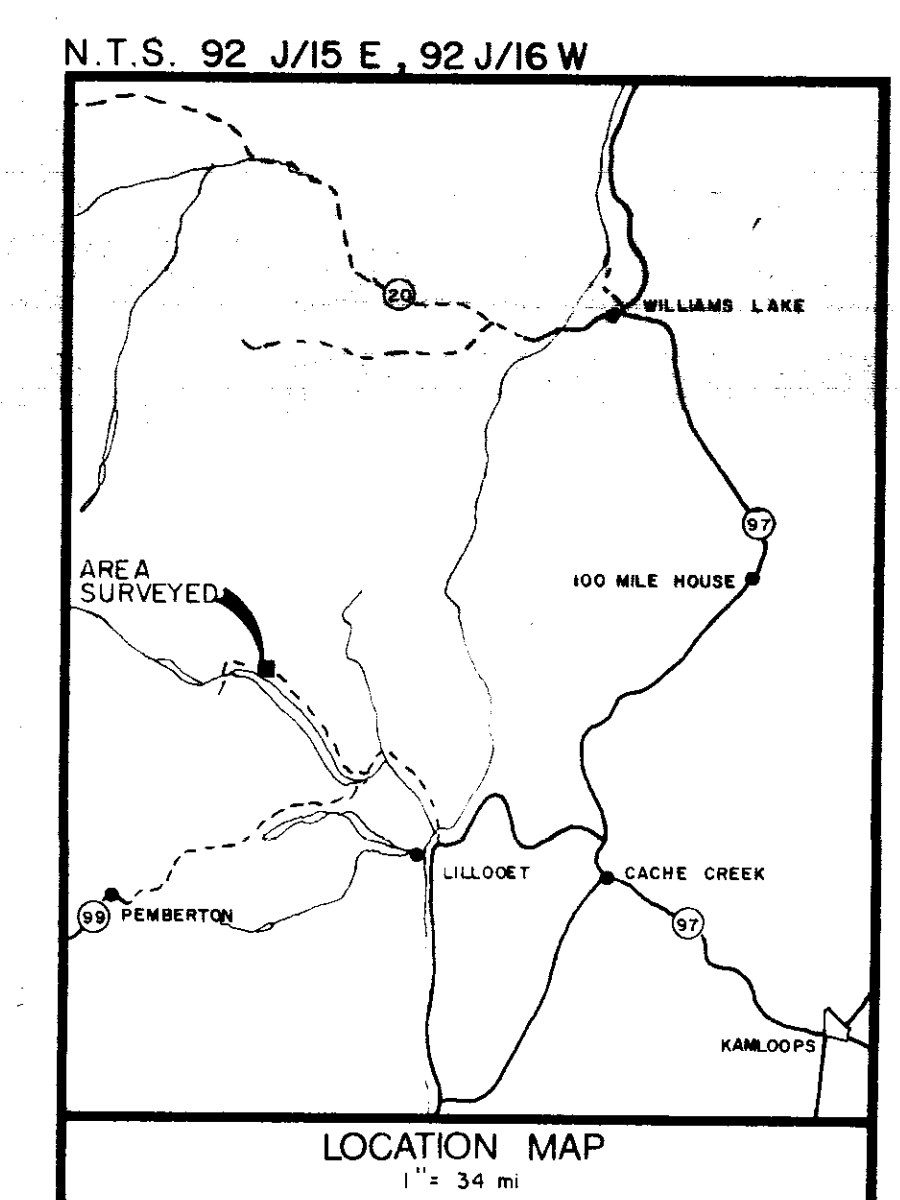 N.T.S. 92 J/15 E, 92 J/16 W
20
WILLIAMS LAKE
97
AREA
SURVEYED
100 MILE HOUSE
LILLOOET
CACHE CREEK
99 PEMBERTON
97
KAMLOOPS
LOCATION MAP
1" = 34 mi